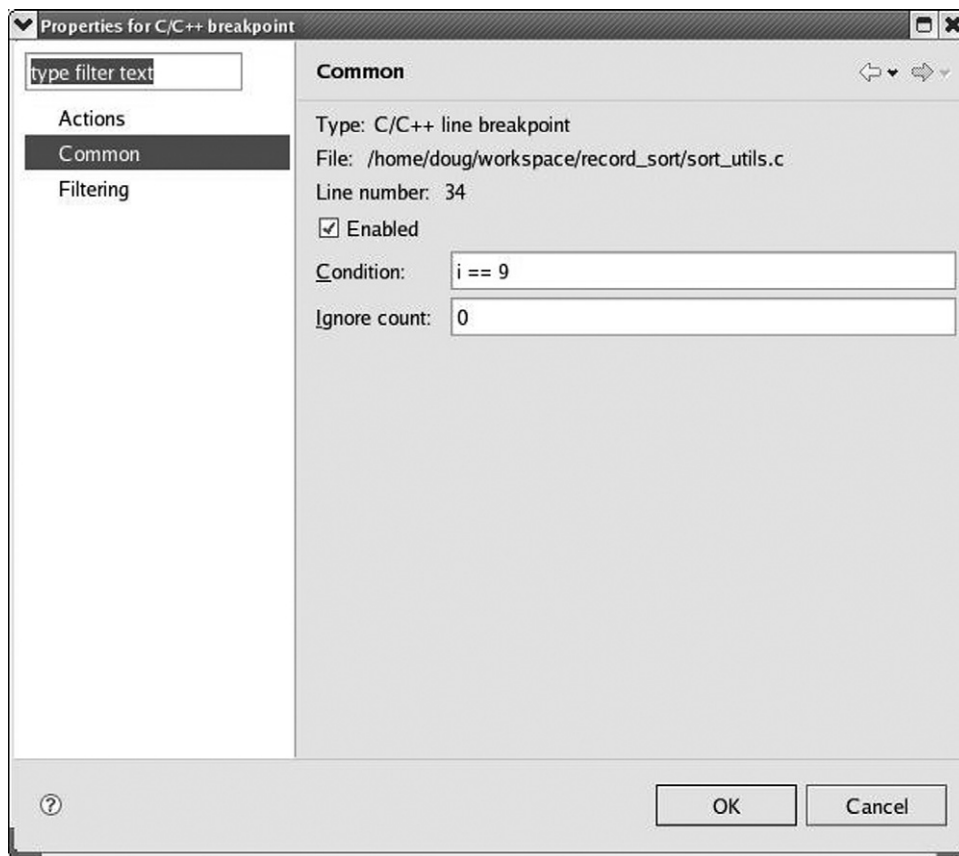 Properties for C/C++ breakpoint
type filter text
Actions
Common
Filtering
Common
Type: C/C++ line breakpoint
File: /home/doug/workspace/record_sort/sort_utils.c
Line number: 34
Enabled
Condition: i == 9
Ignore count: 0
OK
Cancel